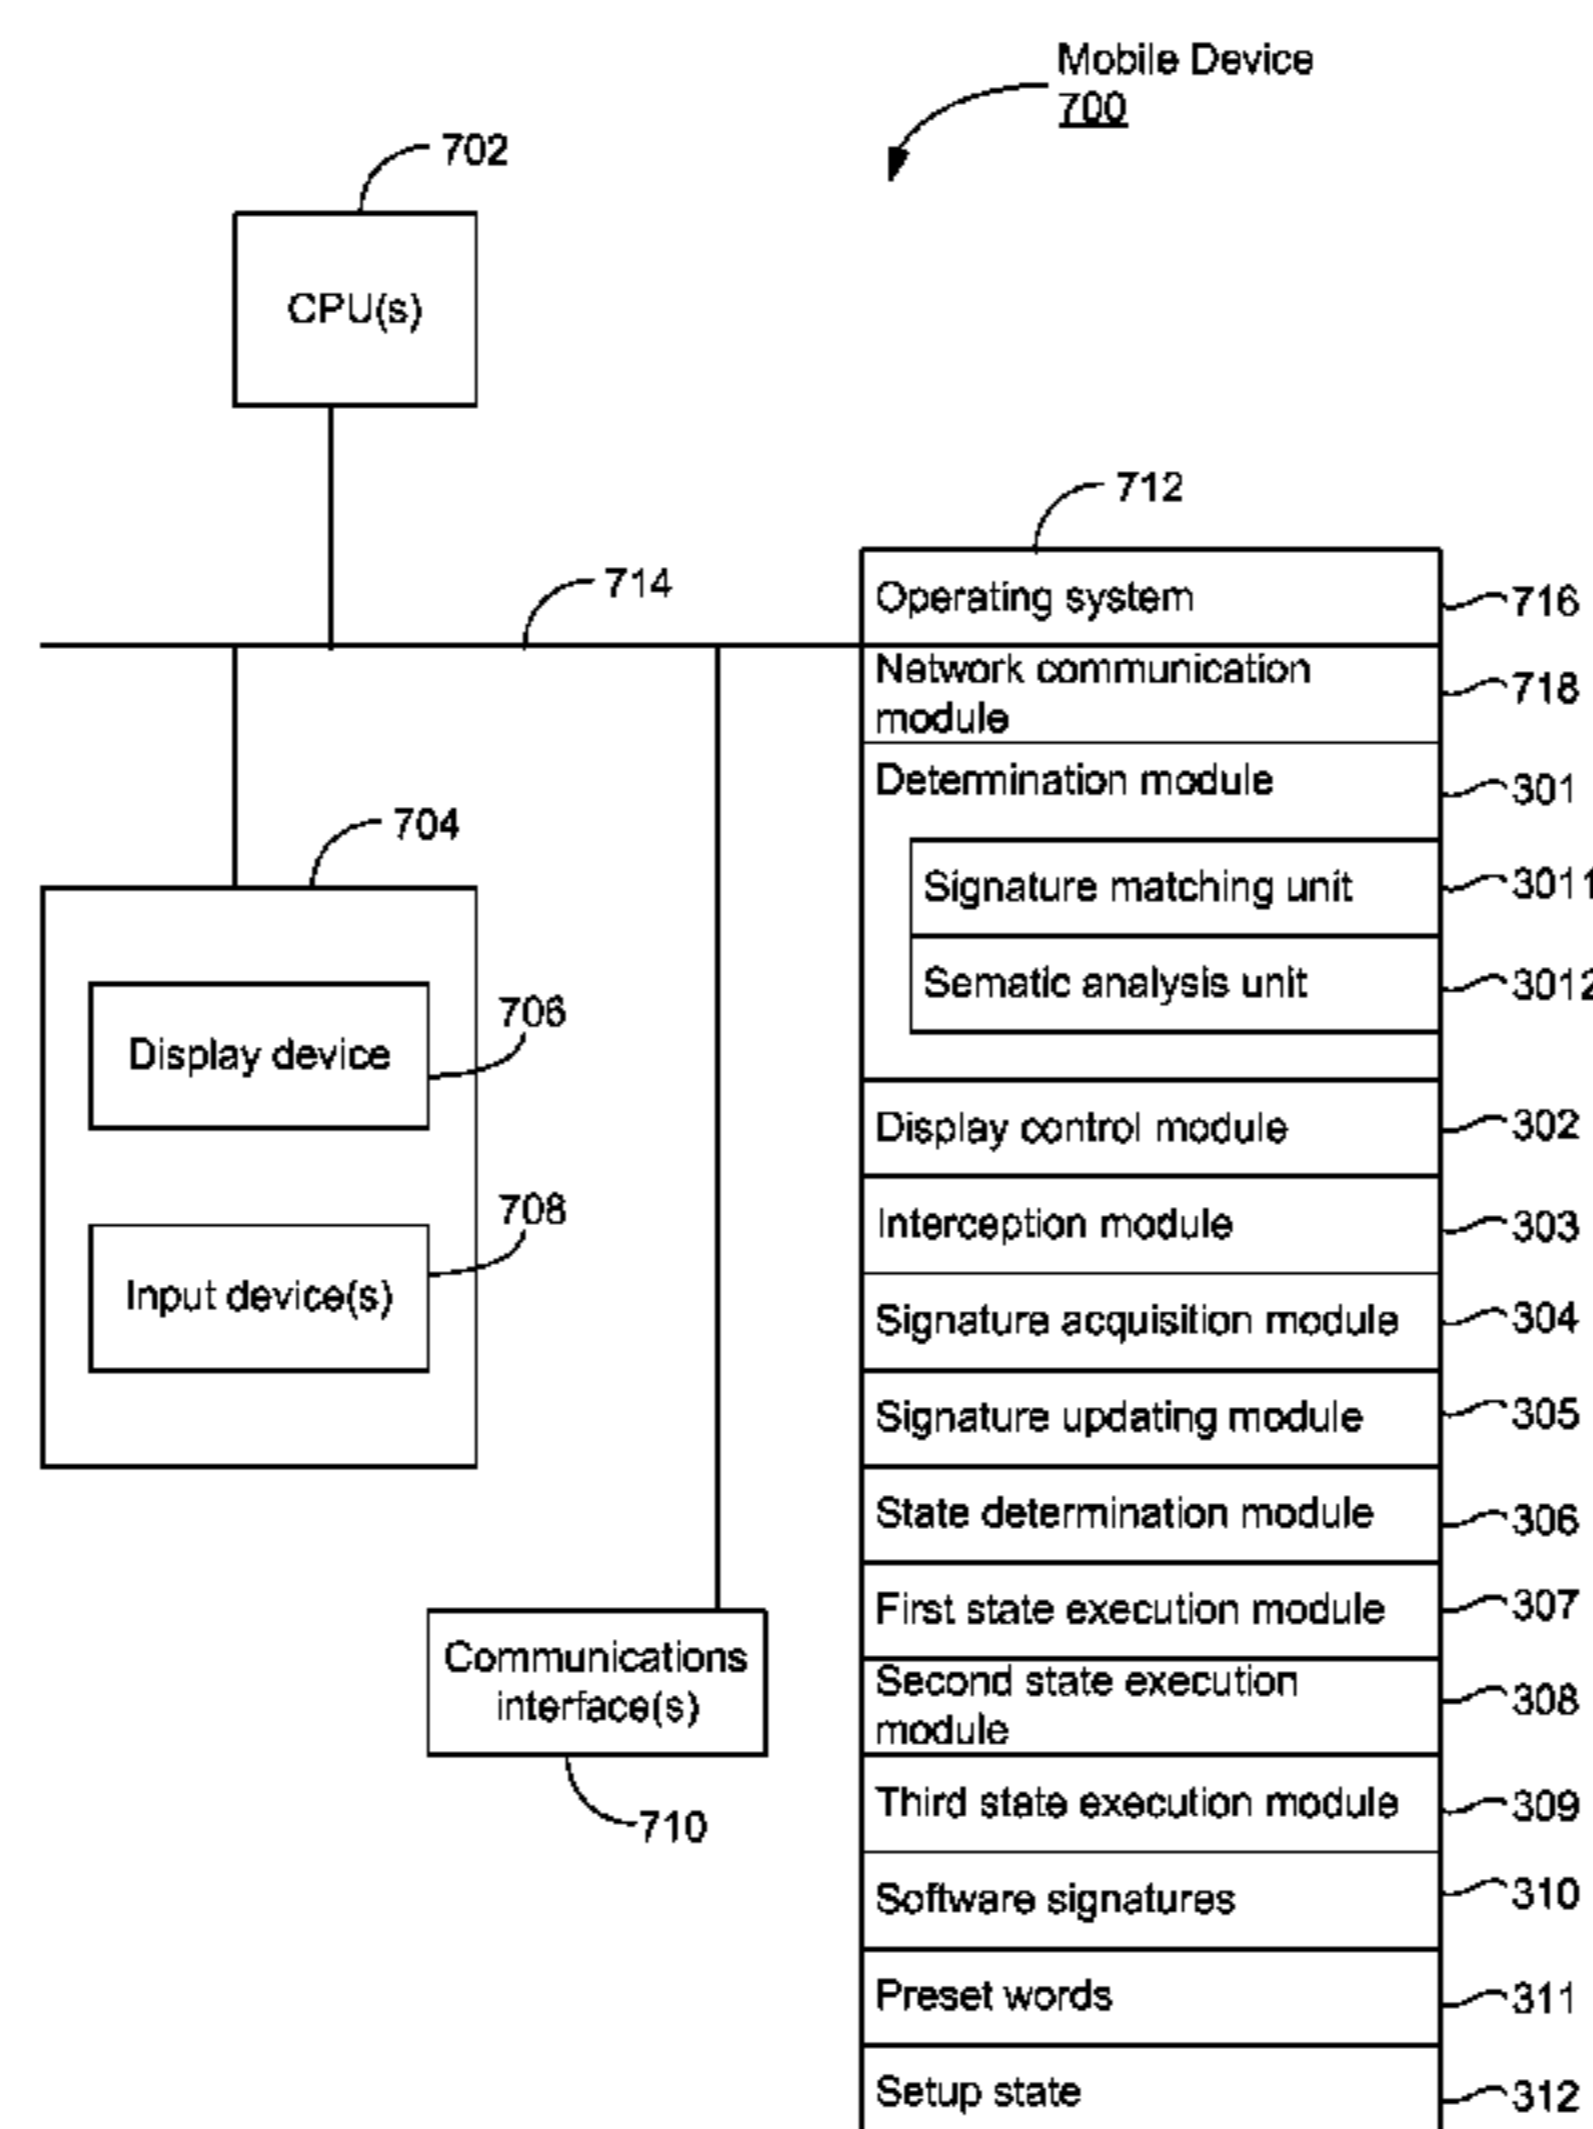 Mobile Device
700
702
CPU(s)
712
714
Operating system
716
Network communication
module
718
Determination module
301
704
Signature matching unit
3011
Sematic analysis unit
3012
706
Display device
Display control module
302
708
Interception module
303
Input device(s)
Signature acquisition module
304
Signature updating module
305
State determination module
306
First state execution module
307
Communications
interface(s)
Second state execution
module
308
710
Third state execution module
309
Software signatures
310
Preset words
311
Setup state
312